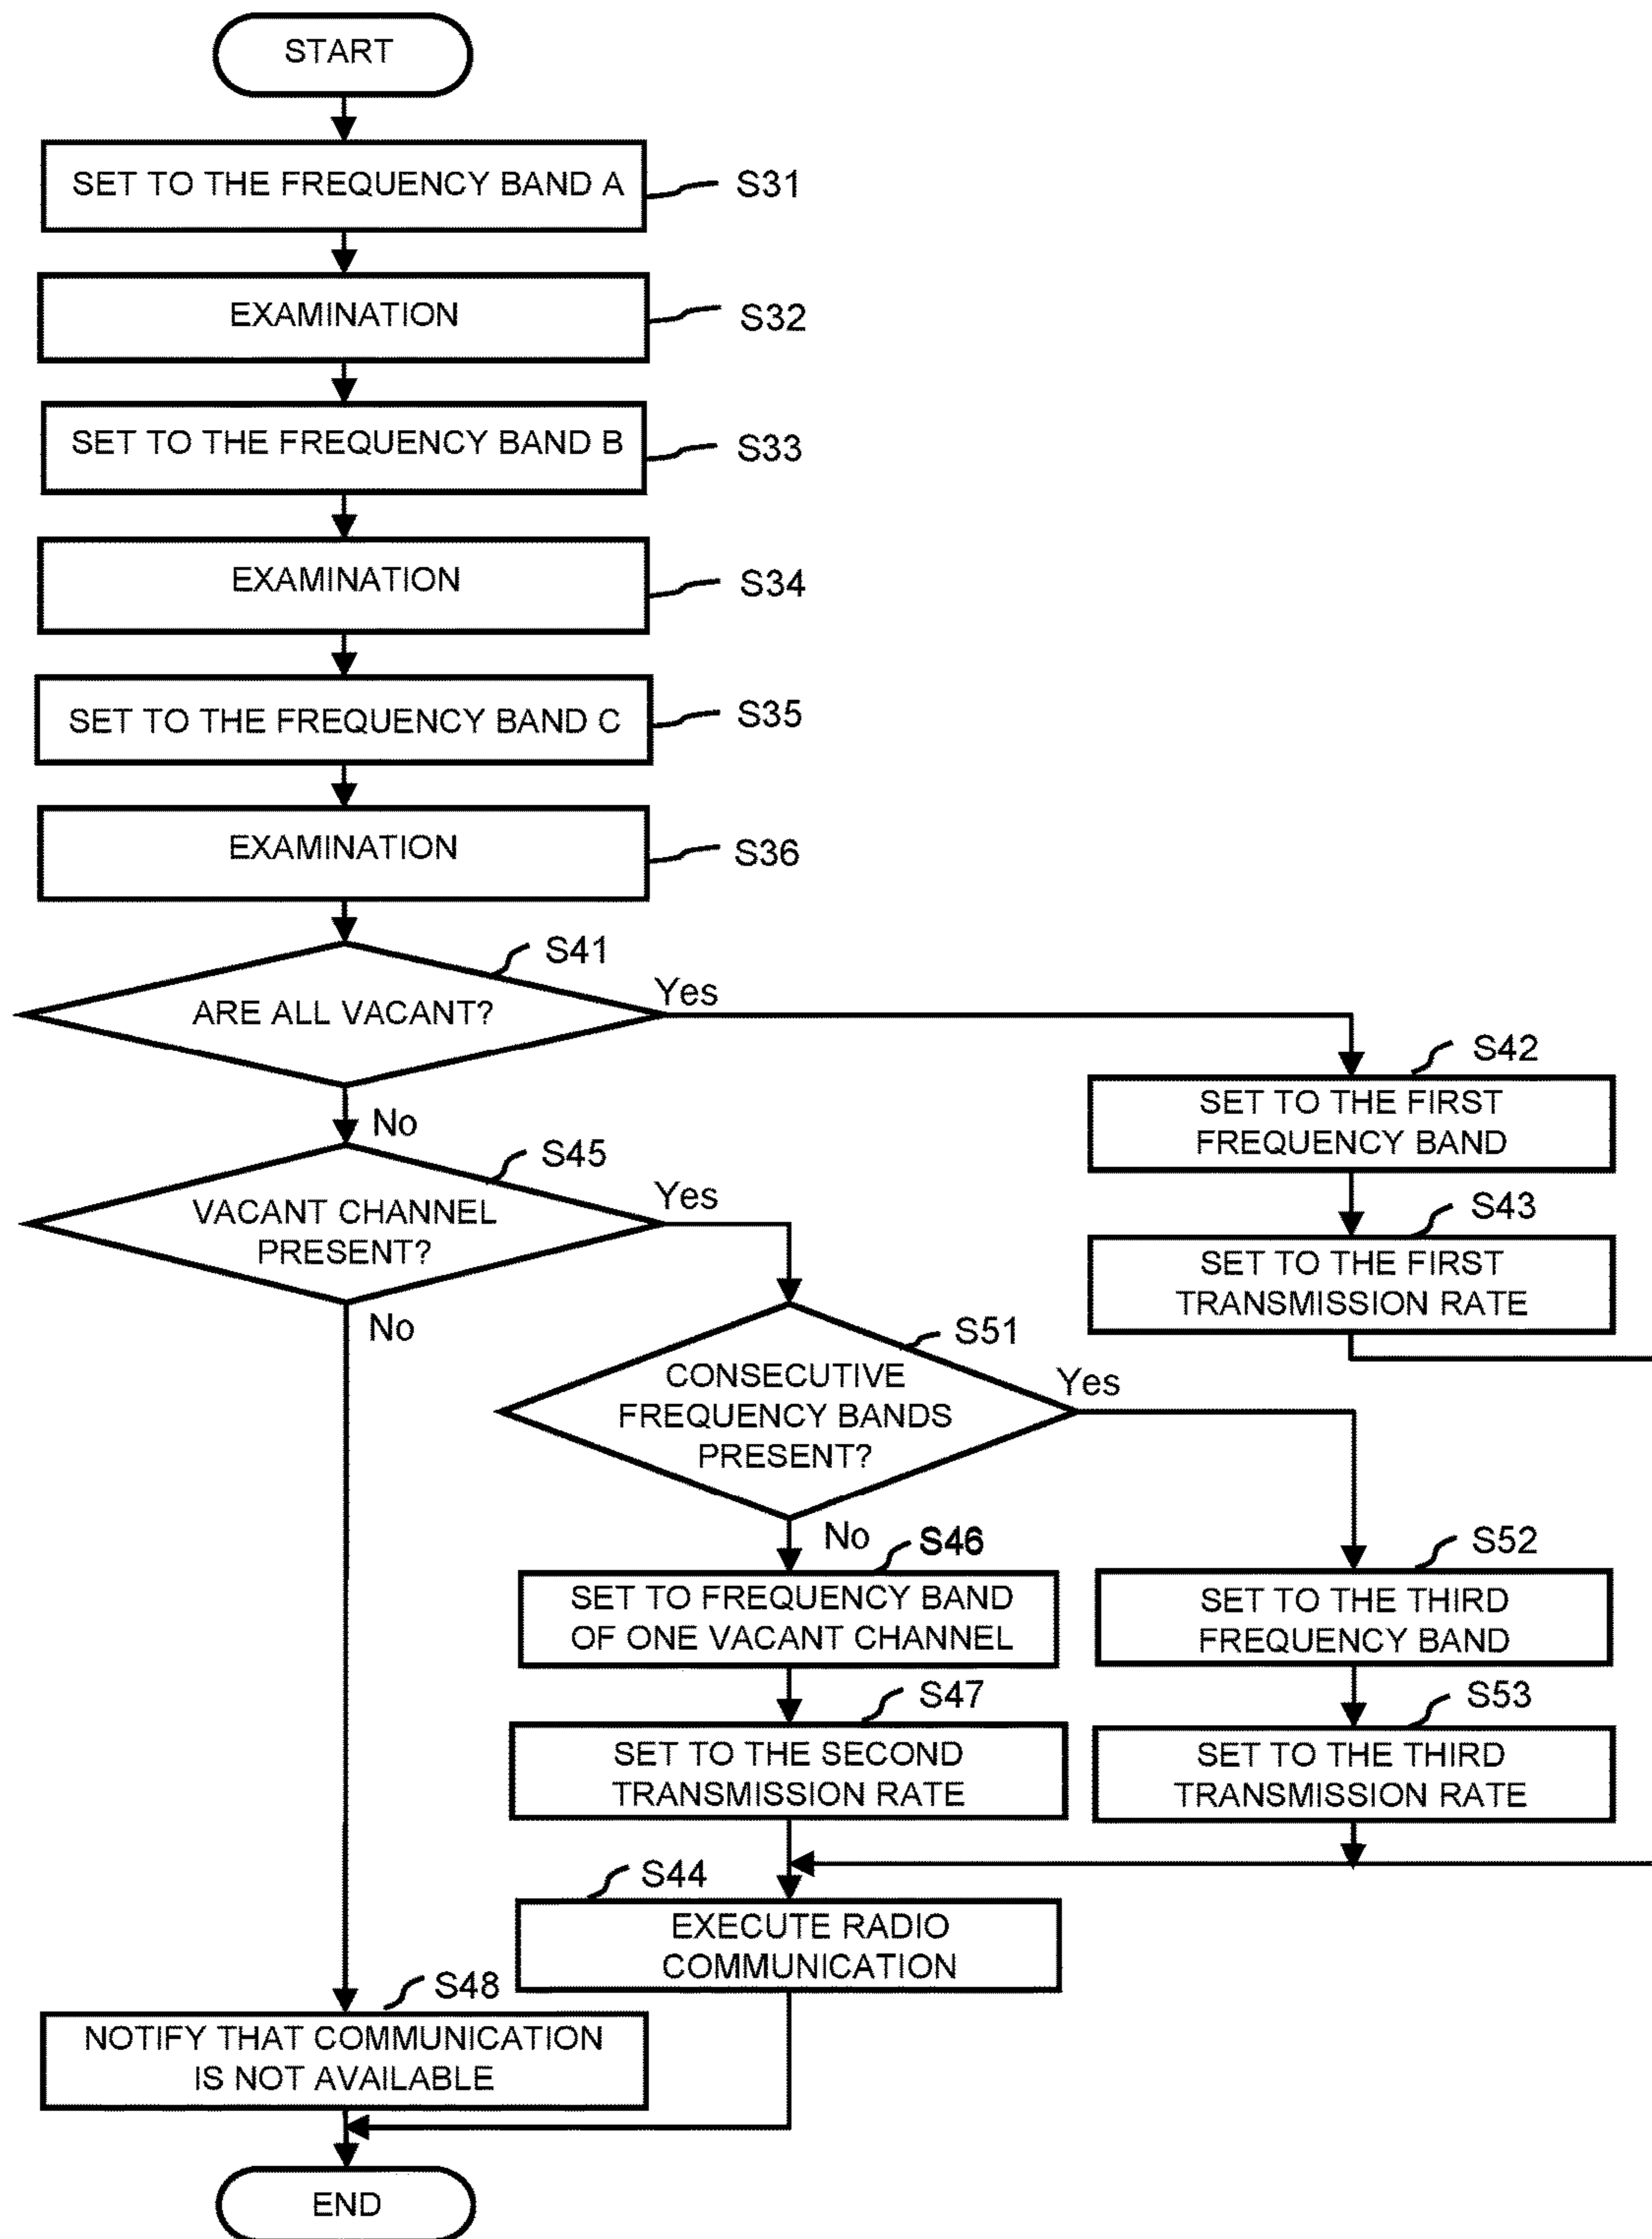 START
SET TO THE FREQUENCY BAND A
S31
EXAMINATION
S32
SET TO THE FREQUENCY BAND B
S33
EXAMINATION
S34
SET TO THE FREQUENCY BAND C
S35
EXAMINATION
S36
S41
ARE ALL VACANT?
Yes
No
S42
SET TO THE FIRST
FREQUENCY BAND
S43
SET TO THE FIRST
TRANSMISSION RATE
S45
VACANT CHANNEL
PRESENT?
Yes
No
S51
CONSECUTIVE
FREQUENCY BANDS
PRESENT?
Yes
No
S46
SET TO FREQUENCY BAND
OF ONE VACANT CHANNEL
S52
SET TO THE THIRD
FREQUENCY BAND
S47
SET TO THE SECOND
TRANSMISSION RATE
S53
SET TO THE THIRD
TRANSMISSION RATE
S44
EXECUTE RADIO
COMMUNICATION
S48
NOTIFY THAT COMMUNICATION
IS NOT AVAILABLE
END